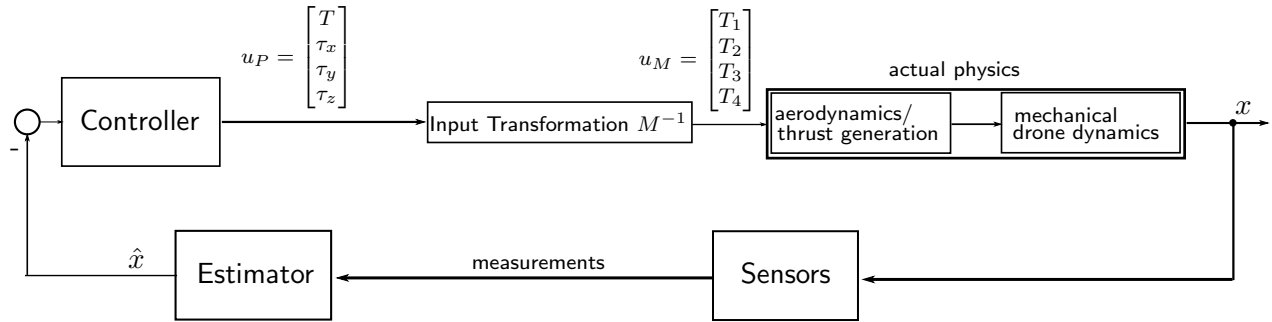 u_P = [T τ_x τ_y τ_z]
u_M = [T_1 T_2 T_3 T_4]
actual physics
Controller
Input Transformation M^{-1}
aerodynamics/
thrust generation
mechanical
drone dynamics
x
-
x̂
Estimator
measurements
Sensors